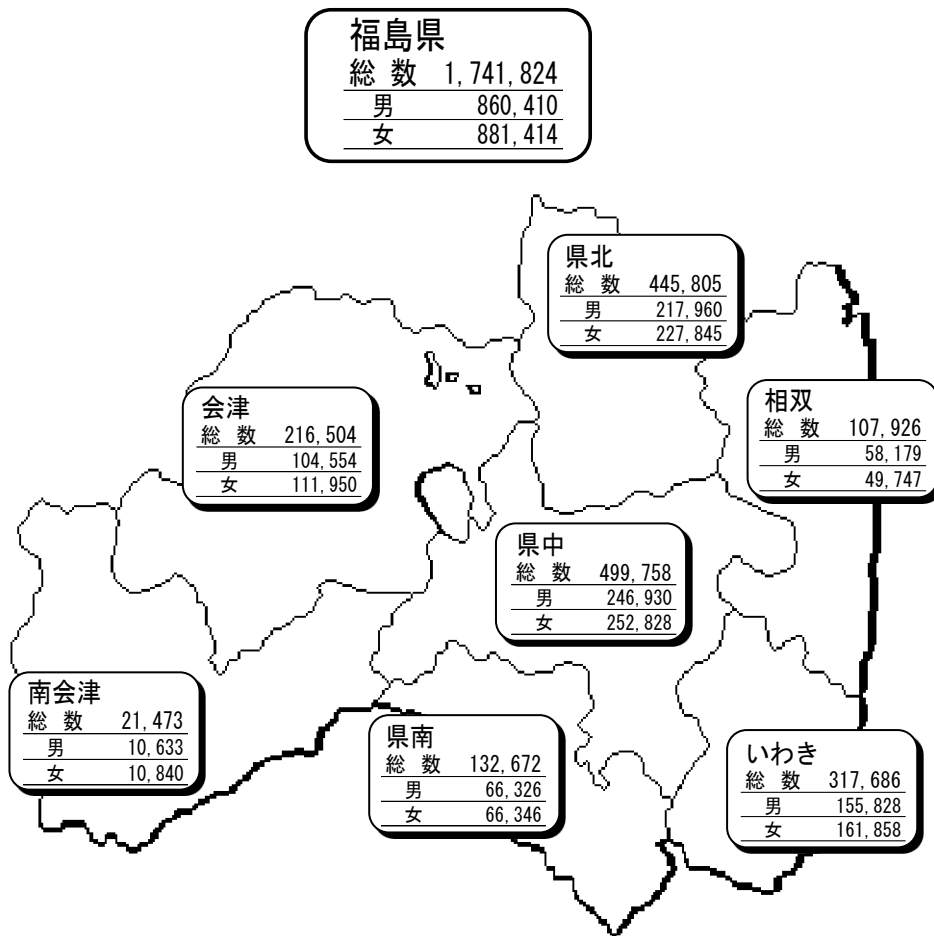 福島県
総 数 1,741,824
男 860,410
女 881,414
県北
総 数 445,805
男 217,960
女 227,845
会津
総 数 216,504
男 104,554
女 111,950
相双
総 数 107,926
男 58,179
女 49,747
県中
総 数 499,758
男 246,930
女 252,828
南会津
総 数 21,473
男 10,633
女 10,840
県南
総 数 132,672
男 66,326
女 66,346
いわき
総 数 317,686
男 155,828
女 161,858